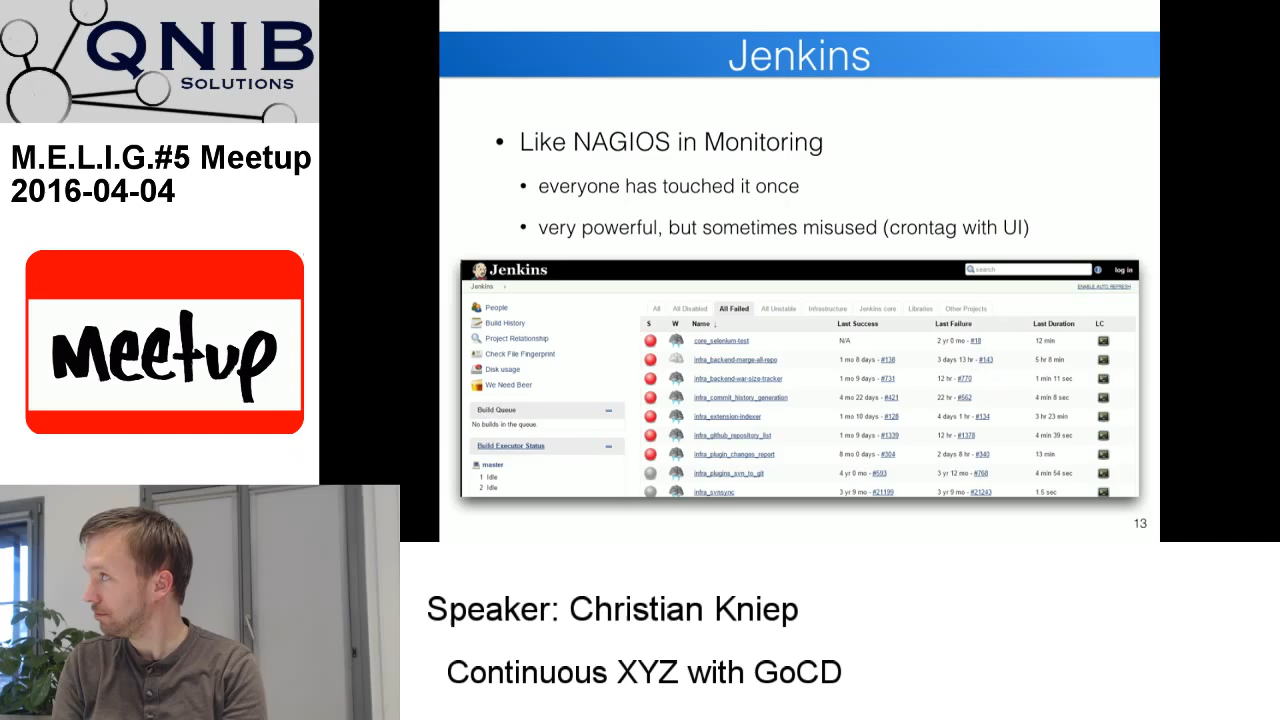 QNIB
SOLUTIONS
M.E.L.I.G.#5 Meetup
2016-04-04
Meetup
Jenkins
• Like NAGIOS in Monitoring
• everyone has touched it once
• very powerful, but sometimes misused (crontag with UI)
Jenkins
search
log in
Jenkins
ENABLE AUTO REFRESH
People
Build History
Project Relationship
Check File Fingerprint
Disk usage
We Need Beer
Build Queue
No builds in the queue.
Build Executor Status
master
1 Idle
2 Idle
All All Disabled All Failed All Unstable Infrastructure Jenkins core Libraries Other Projects
S W Name ↓ Last Success Last Failure Last Duration LC
core_selenium-test N/A 2 yr 0 mo - #18 12 min
infra_backend-merge-all-repo 1 mo 8 days - #138 3 days 13 hr - #143 5 hr 8 min
infra_backend-war-size-tracker 1 mo 9 days - #731 12 hr - #770 1 min 11 sec
infra_commit_history_generation 4 mo 22 days - #421 22 hr - #562 4 min 8 sec
infra_extension-indexer 1 mo 10 days - #128 4 days 1 hr - #134 3 hr 23 min
infra_github_repository_list 1 mo 9 days - #1339 12 hr - #1378 4 min 39 sec
infra_plugin_changes_report 8 mo 0 days - #304 2 days 8 hr - #340 13 min
infra_plugins_svn_to_git 4 yr 0 mo - #593 3 yr 12 mo - #768 4 min 54 sec
infra_svnsync 3 yr 9 mo - #21199 3 yr 9 mo - #21243 1.5 sec
13
Speaker: Christian Kniep
Continuous XYZ with GoCD